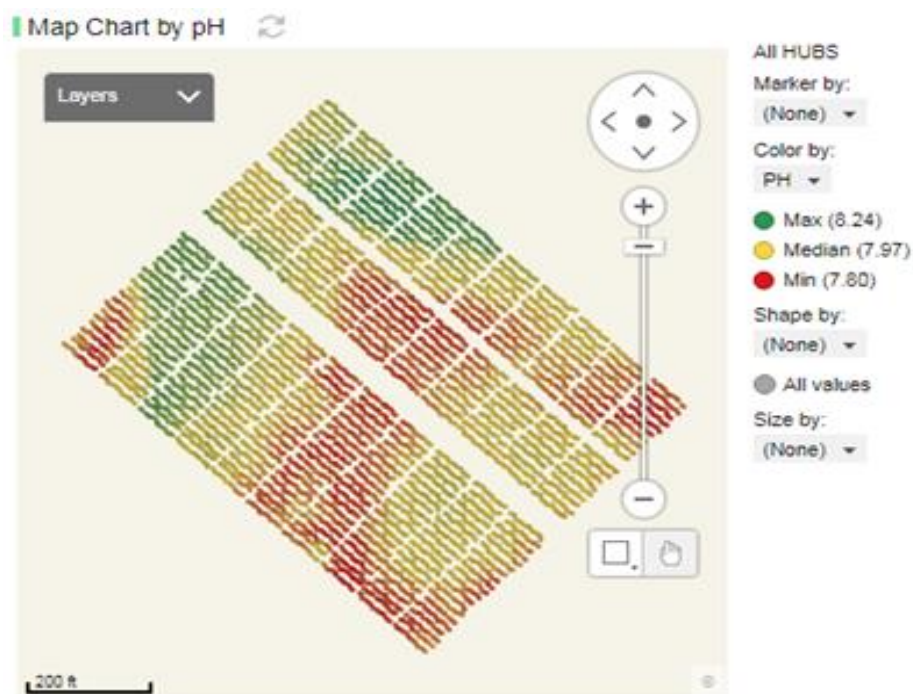 Map Chart by pH
Layers
200 ft
All HUBS
Marker by:
(None)
Color by:
PH
Max (8.24)
Median (7.97)
Min (7.80)
Shape by:
(None)
All values
Size by:
(None)